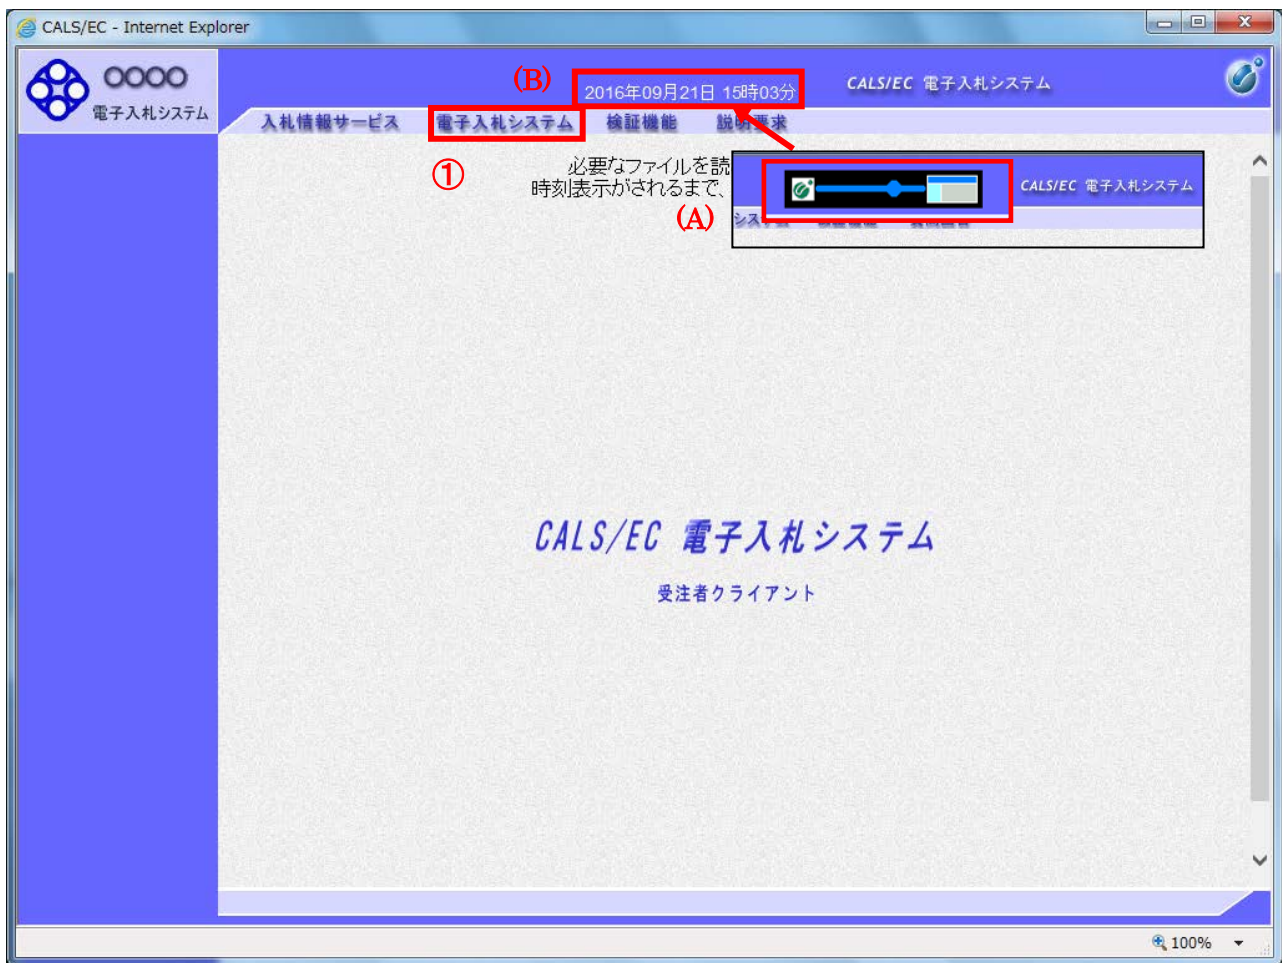 CALS/EC - Internet Explorer
○○○○
電子入札システム
(B)
2016年09月21日 15時03分
CALS/EC 電子入札システム
入札情報サービス 電子入札システム 検証機能 説明要求
①
必要なファイルを読
時刻表示がされるまで、
(A)
CALS/EC 電子入札システム
システム
CALS/EC 電子入札システム
受注者クライアント
100%